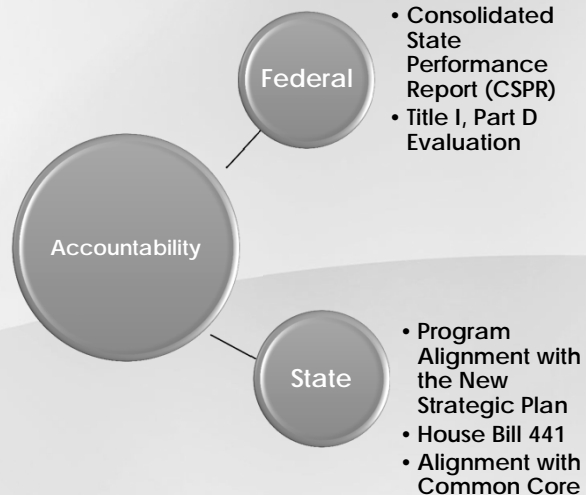 Federal
• Consolidated
State
Performance
Report (CSPR)
• Title I, Part D
Evaluation
Accountability
State
• Program
Alignment with
the New
Strategic Plan
• House Bill 441
• Alignment with
Common Core